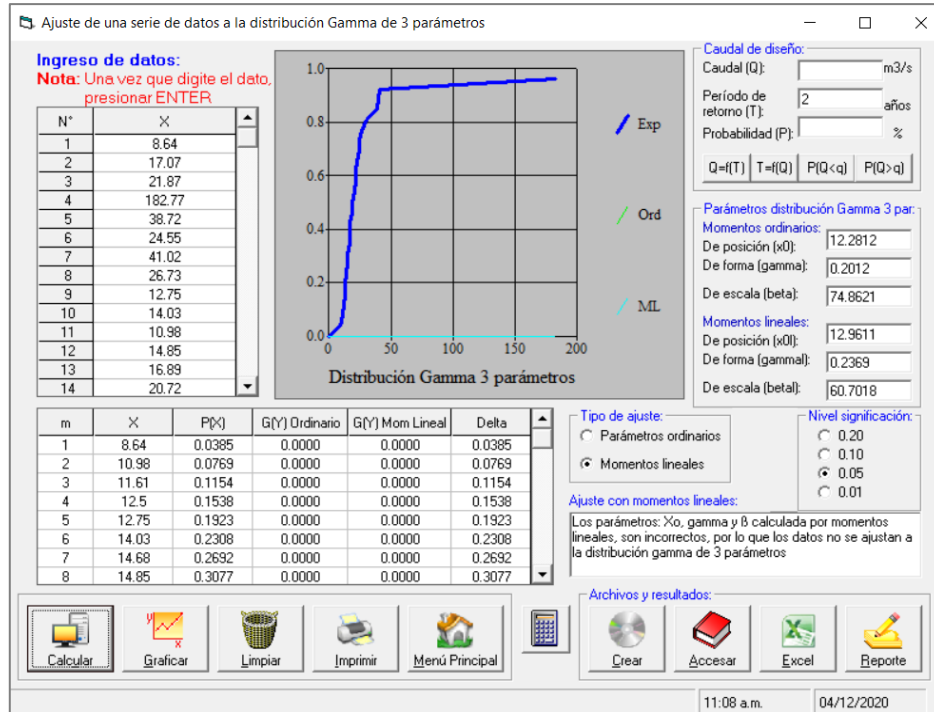 Ajuste de una serie de datos a la distribución Gamma de 3 parámetros
Ingreso de datos:
Nota: Una vez que digite el dato,
presionar ENTER
N° X
1 8.64
2 17.07
3 21.87
4 182.77
5 38.72
6 24.55
7 41.02
8 26.73
9 12.75
10 14.03
11 10.98
12 14.85
13 16.89
14 20.72
1.0
0.8
0.6
0.4
0.2
0.0
0 50 100 150 200
Distribución Gamma 3 parámetros
Exp
Ord
ML
Caudal de diseño:
Caudal (Q): m3/s
Período de
retorno (T): 2 años
Probabilidad (P): %
Q=f(T) T=f(Q) P(Q<q) P(Q>q)
Parámetros distribución Gamma 3 par:
Momentos ordinarios:
De posición (x0): 12.2812
De forma (gamma): 0.2012
De escala (beta): 74.8621
Momentos lineales:
De posición (x0l): 12.9611
De forma (gammal): 0.2369
De escala (betal): 60.7018
m X P(X) G(Y) Ordinario G(Y) Mom Lineal Delta
1 8.64 0.0385 0.0000 0.0000 0.0385
2 10.98 0.0769 0.0000 0.0000 0.0769
3 11.61 0.1154 0.0000 0.0000 0.1154
4 12.5 0.1538 0.0000 0.0000 0.1538
5 12.75 0.1923 0.0000 0.0000 0.1923
6 14.03 0.2308 0.0000 0.0000 0.2308
7 14.68 0.2692 0.0000 0.0000 0.2692
8 14.85 0.3077 0.0000 0.0000 0.3077
Tipo de ajuste:
Parámetros ordinarios
Momentos lineales
Nivel significación:
0.20
0.10
0.05
0.01
Ajuste con momentos lineales:
Los parámetros: Xo, gamma y ß calculada por momentos
lineales, son incorrectos, por lo que los datos no se ajustan a
la distribución gamma de 3 parámetros
Calcular
y
x
Graficar
Limpiar
Imprimir
Menú Principal
Archivos y resultados:
Crear
Accesar
Excel
Reporte
11:08 a.m. 04/12/2020